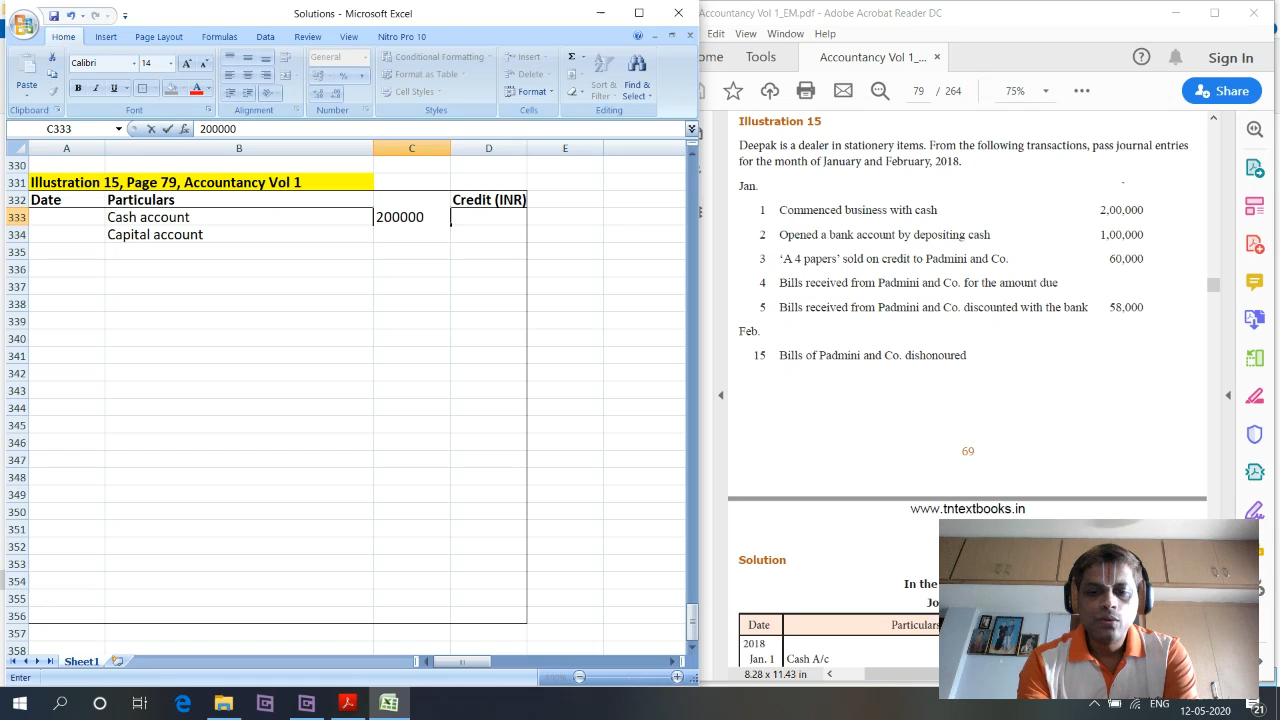 Solutions - Microsoft Excel
Home Insert Page Layout Formulas Data Review View Nitro Pro 10
Paste
Clipboard
Calibri 14
B I U
Font
Alignment
General
Number
Conditional Formatting
Format as Table
Cell Styles
Styles
Insert
Delete
Format
Cells
Sort & Filter
Find & Select
Editing
C333 fx 200000
A B C D E
330
331 Illustration 15, Page 79, Accountancy Vol 1
332 Date Particulars Credit (INR)
333 Cash account 200000
334 Capital account
335
336
337
338
339
340
341
342
343
344
345
346
347
348
349
350
351
352
353
354
355
356
357
358
Sheet1
Enter
Accountancy Vol 1_EM.pdf - Adobe Acrobat Reader DC
Edit View Window Help
ome Tools Accountancy Vol 1_... × Sign In
79 / 264 75% Share
Illustration 15
Deepak is a dealer in stationery items. From the following transactions, pass journal entries
for the month of January and February, 2018.
Jan.
1 Commenced business with cash 2,00,000
2 Opened a bank account by depositing cash 1,00,000
3 ‘A 4 papers’ sold on credit to Padmini and Co. 60,000
4 Bills received from Padmini and Co. for the amount due
5 Bills received from Padmini and Co. discounted with the bank 58,000
Feb.
15 Bills of Padmini and Co. dishonoured
69
www.tntextbooks.in
Solution
In the
Jo
Date Particulars
2018
Jan. 1 Cash A/c
8.28 x 11.43 in
ENG
12-05-2020
21